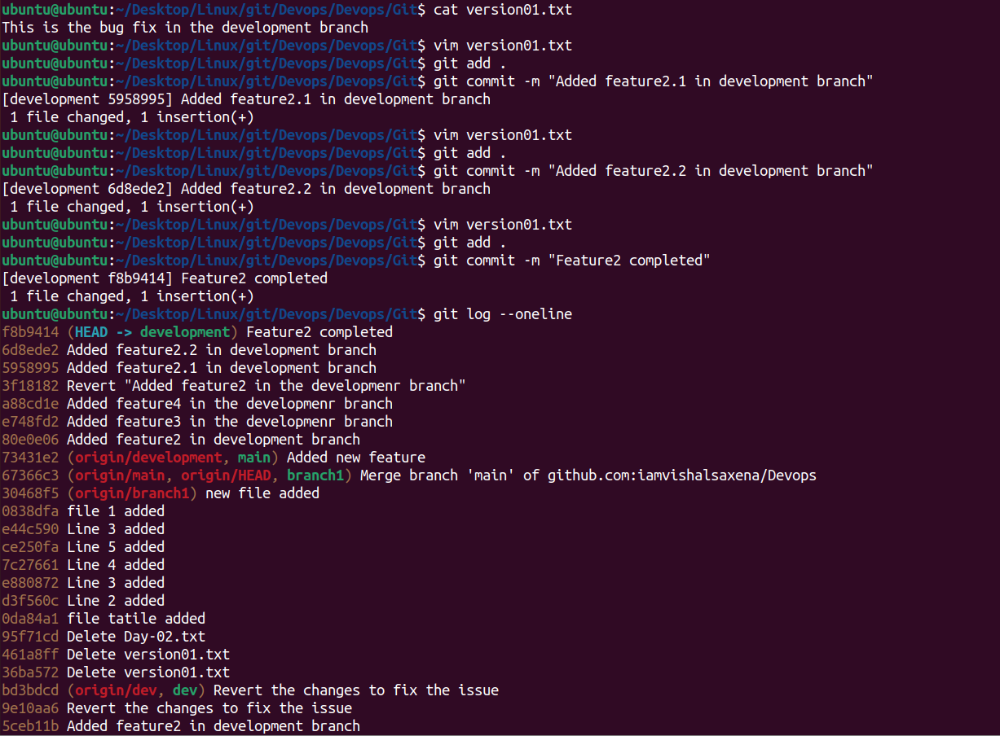 ubuntu@ubuntu:~/Desktop/Linux/git/Devops/Devops/Git$ cat version01.txt
This is the bug fix in the development branch
ubuntu@ubuntu:~/Desktop/Linux/git/Devops/Devops/Git$ vim version01.txt
ubuntu@ubuntu:~/Desktop/Linux/git/Devops/Devops/Git$ git add .
ubuntu@ubuntu:~/Desktop/Linux/git/Devops/Devops/Git$ git commit -m "Added feature2.1 in development branch"
[development 5958995] Added feature2.1 in development branch
 1 file changed, 1 insertion(+)
ubuntu@ubuntu:~/Desktop/Linux/git/Devops/Devops/Git$ vim version01.txt
ubuntu@ubuntu:~/Desktop/Linux/git/Devops/Devops/Git$ git add .
ubuntu@ubuntu:~/Desktop/Linux/git/Devops/Devops/Git$ git commit -m "Added feature2.2 in development branch"
[development 6d8ede2] Added feature2.2 in development branch
 1 file changed, 1 insertion(+)
ubuntu@ubuntu:~/Desktop/Linux/git/Devops/Devops/Git$ vim version01.txt
ubuntu@ubuntu:~/Desktop/Linux/git/Devops/Devops/Git$ git add .
ubuntu@ubuntu:~/Desktop/Linux/git/Devops/Devops/Git$ git commit -m "Feature2 completed"
[development f8b9414] Feature2 completed
 1 file changed, 1 insertion(+)
ubuntu@ubuntu:~/Desktop/Linux/git/Devops/Devops/Git$ git log --oneline
f8b9414 (HEAD -> development) Feature2 completed
6d8ede2 Added feature2.2 in development branch
5958995 Added feature2.1 in development branch
3f18182 Revert "Added feature2 in the developmenr branch"
a88cd1e Added feature4 in the developmenr branch
e748fd2 Added feature3 in the developmenr branch
80e0e06 Added feature2 in development branch
73431e2 (origin/development, main) Added new feature
67366c3 (origin/main, origin/HEAD, branch1) Merge branch 'main' of github.com:iamvishalsaxena/Devops
30468f5 (origin/branch1) new file added
0838dfa file 1 added
e44c590 Line 3 added
ce250fa Line 5 added
7c27661 Line 4 added
e880872 Line 3 added
d3f560c Line 2 added
0da84a1 file tatile added
95f71cd Delete Day-02.txt
461a8ff Delete version01.txt
36ba572 Delete version01.txt
bd3bdcd (origin/dev, dev) Revert the changes to fix the issue
9e10aa6 Revert the changes to fix the issue
5ceb11b Added feature2 in development branch